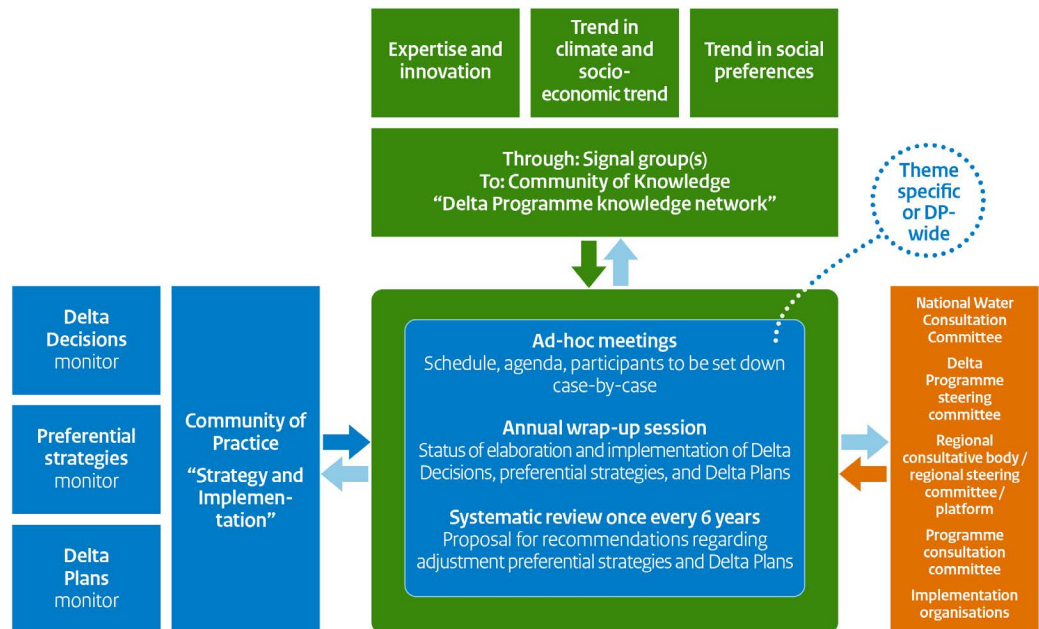 Expertise and
innovation
Trend in
climate and
socio-
economic trend
Trend in social
preferences
Through: Signal group(s)
To: Community of Knowledge
“Delta Programme knowledge network”
Theme
specific
or DP-
wide
Delta
Decisions
monitor
Preferential
strategies
monitor
Delta
Plans
monitor
Community of
Practice
“Strategy and
Implemen-
tation”
Ad-hoc meetings
Schedule, agenda, participants to be set down
case-by-case
Annual wrap-up session
Status of elaboration and implementation of Delta
Decisions, preferential strategies, and Delta Plans
Systematic review once every 6 years
Proposal for recommendations regarding
adjustment preferential strategies and Delta Plans
National Water
Consultation
Committee
Delta
Programme
steering
committee
Regional
consultative body /
regional steering
committee /
platform
Programme
consultation
committee
Implementation
organisations